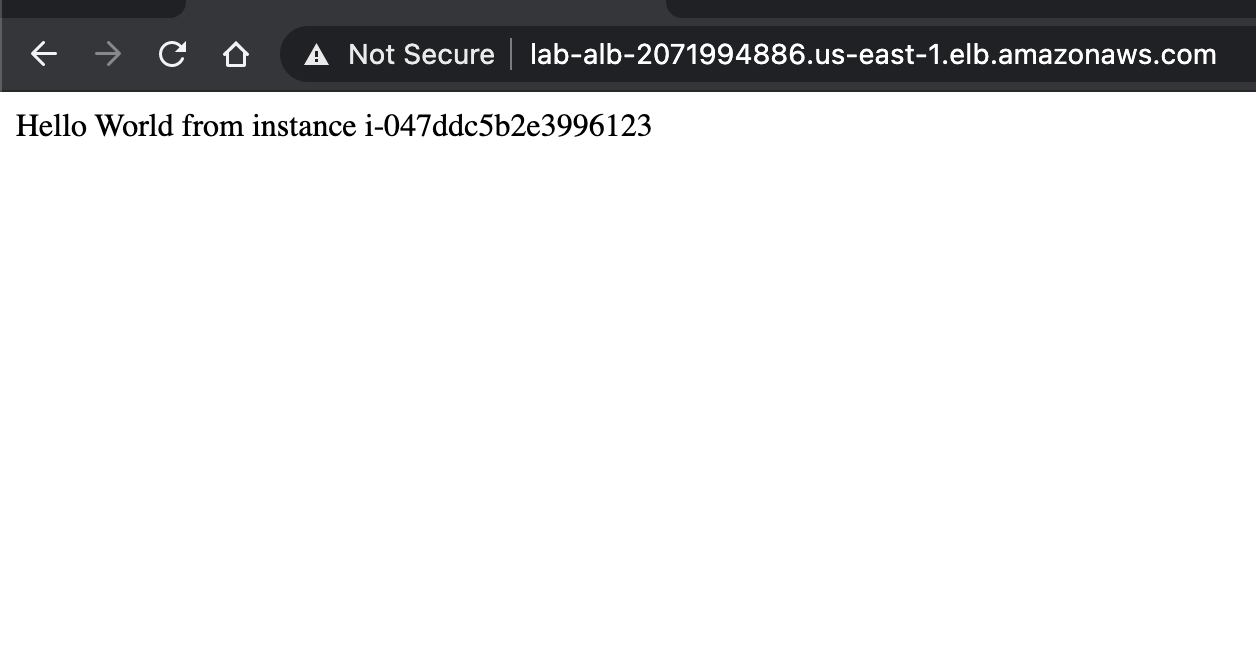 Not Secure lab-alb-2071994886.us-east-1.elb.amazonaws.com
Hello World from instance i-047ddc5b2e3996123